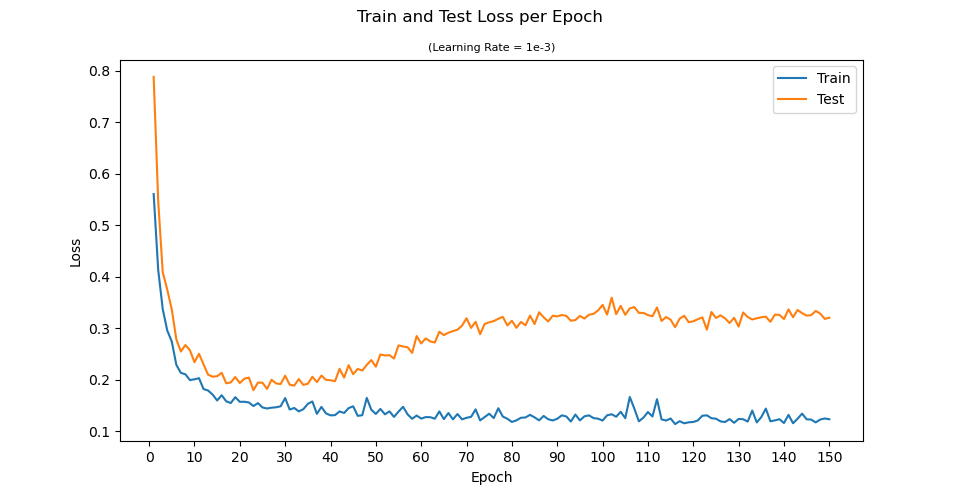 Train and Test Loss per Epoch
(Learning Rate = 1e-3)
Train
Test
0.8
0.7
0.6
0.5
0.4
0.3
0.2
0.1
Loss
0 10 20 30 40 50 60 70 80 90 100 110 120 130 140 150
Epoch